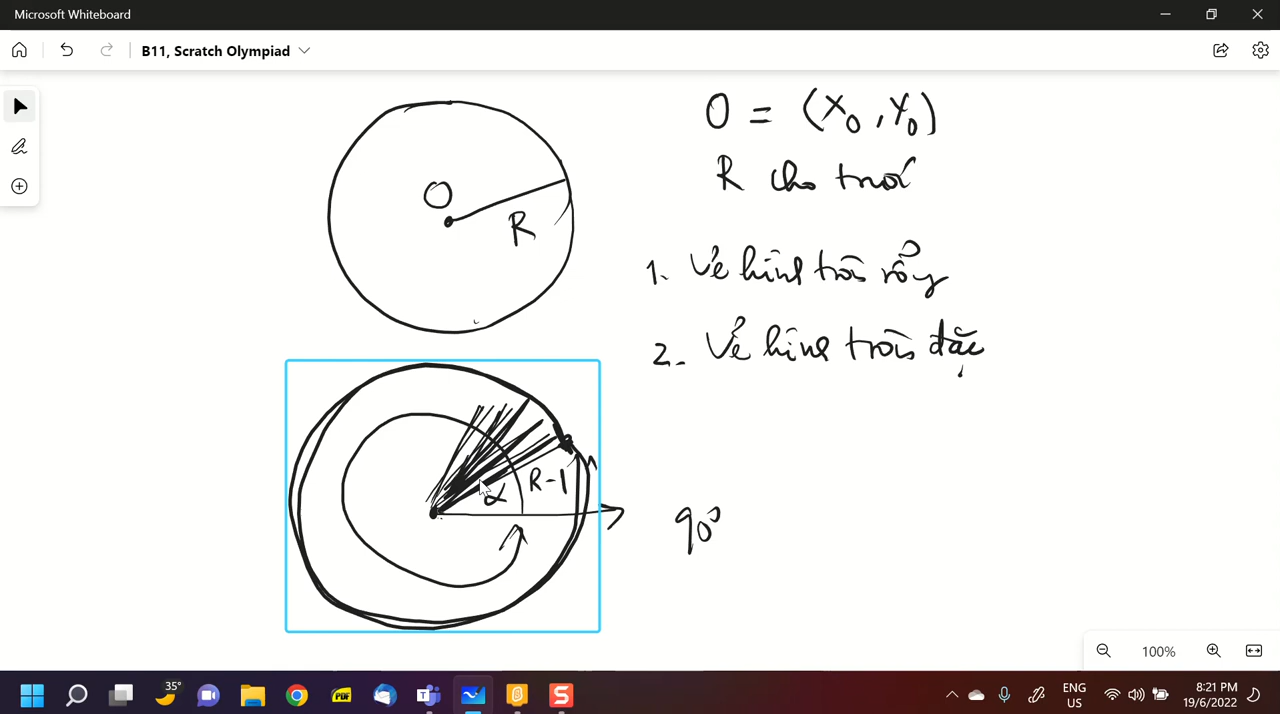 Microsoft Whiteboard
B11, Scratch Olympiad
O = (X₀, Y₀)
R cho trước
O
R
1. Vẽ hình tròn rỗng
2. Vẽ hình tròn đặc
α
R-1
90°
100%
35°
PDF
ENG
US
8:21 PM
19/6/2022